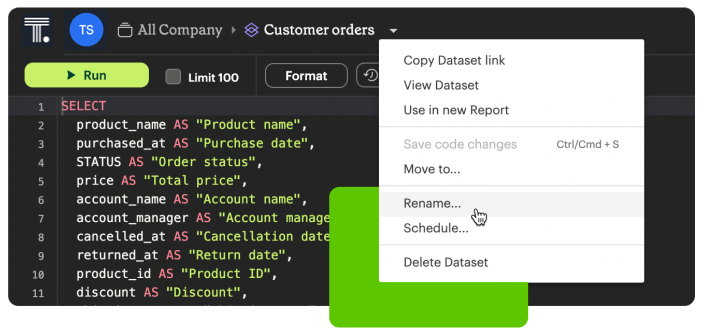 TS All Company Customer orders
Run Limit 100 Format
1 SELECT
2 product_name AS "Product name",
3 purchased_at AS "Purchase date",
4 STATUS AS "Order status",
5 price AS "Total price",
6 account_name AS "Account name",
7 account_manager AS "Account manage
8 cancelled_at AS "Cancellation date
9 returned_at AS "Return date",
10 product_id AS "Product ID",
11 discount AS "Discount",
Copy Dataset link
View Dataset
Use in new Report
Save code changes Ctrl/Cmd + S
Move to...
Rename...
Schedule...
Delete Dataset